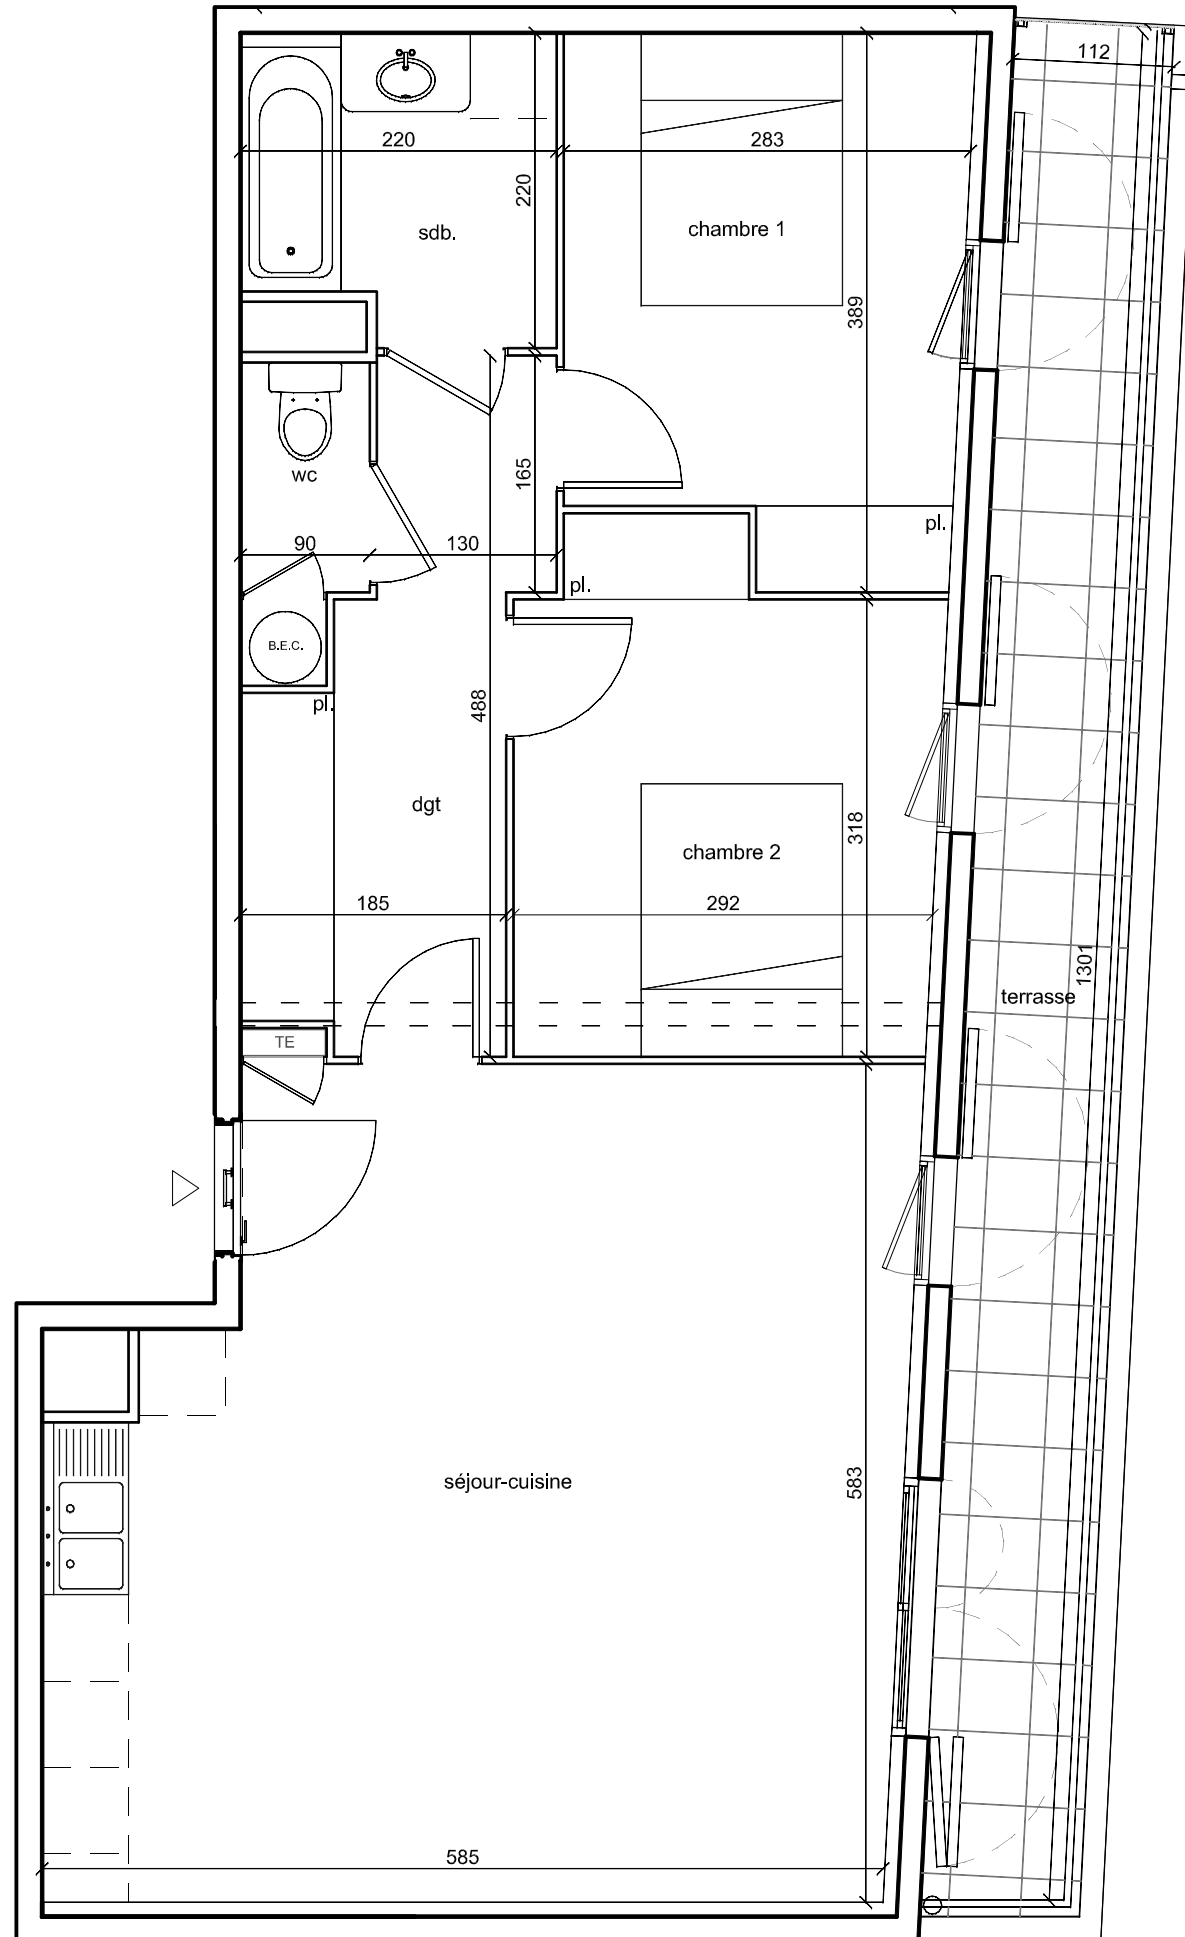 112
220
283
220
sdb.
chambre 1
389
wc
165
pl.
90
130
pl.
B.E.C.
pl.
488
dgt
318
chambre 2
185
292
1301
terrasse
TE
séjour-cuisine
583
585